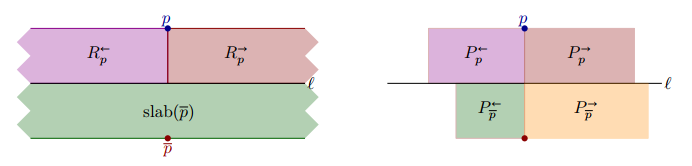 p
R_p^← R_p^→
ℓ
slab(p̅)
p̅
p
P_p^← P_p^→
ℓ
P_p̅^← P_p̅^→